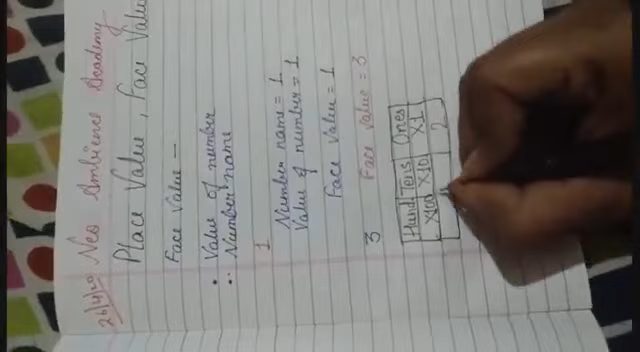 26/4/20 Neo Ambience Academy
Place Value, Face Value
Face Value -
• Value of number
∴ Number name
1
Number name = 1
Value of number = 1
Face Value = 1
3 Face Value = 3
Hund Tens Ones
X100 X10 X1
2